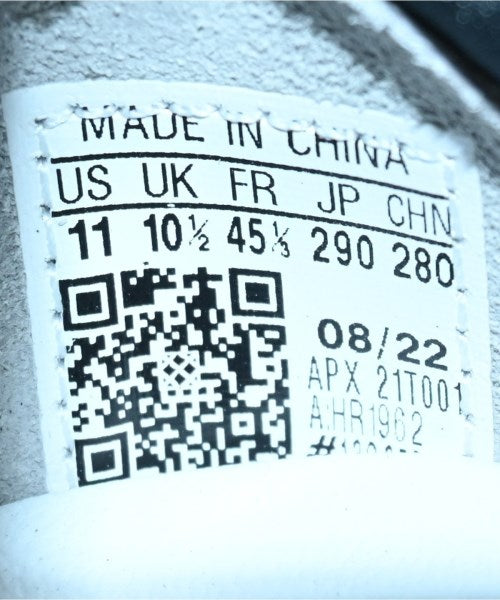 MADE IN CHINA
US UK FR JP CHN
11 10½ 45⅓ 290 280
08/22
APX 21T001
A:HR1962